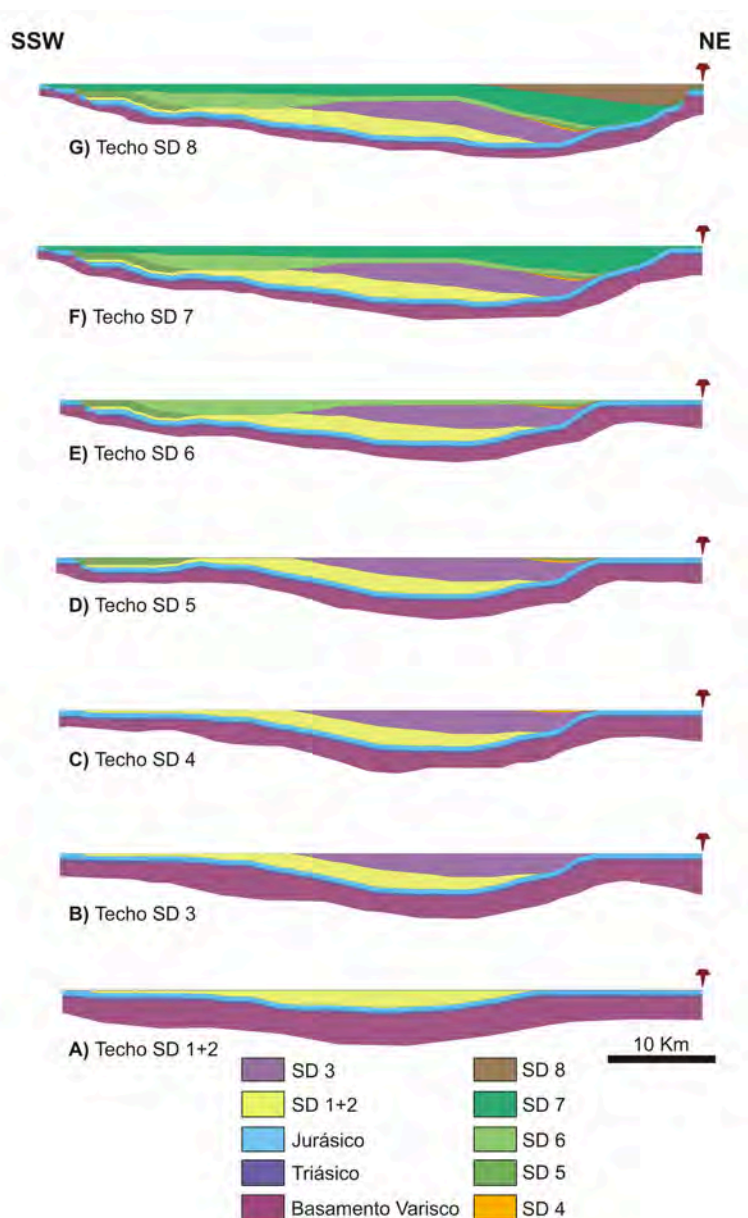 SSW NE
G) Techo SD 8
F) Techo SD 7
E) Techo SD 6
D) Techo SD 5
C) Techo SD 4
B) Techo SD 3
A) Techo SD 1+2
10 Km
SD 3 SD 8
SD 1+2 SD 7
Jurásico SD 6
Triásico SD 5
Basamento Varisco SD 4